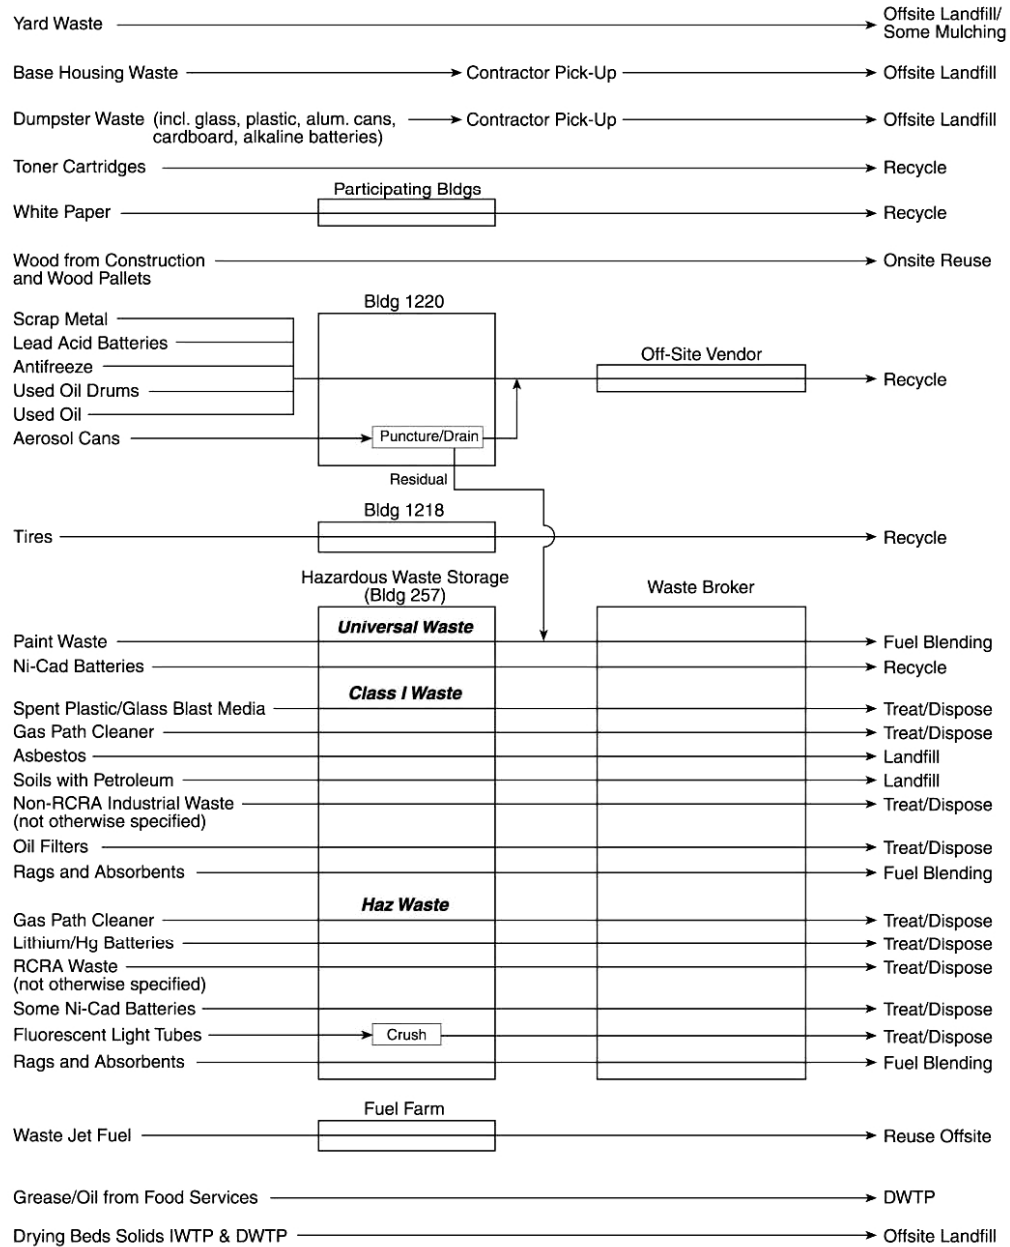 Yard Waste
Offsite Landfill/
Some Mulching
Base Housing Waste
Contractor Pick-Up
Offsite Landfill
Dumpster Waste (incl. glass, plastic, alum. cans,
cardboard, alkaline batteries)
Contractor Pick-Up
Offsite Landfill
Toner Cartridges
Recycle
Participating Bldgs
White Paper
Recycle
Wood from Construction
and Wood Pallets
Onsite Reuse
Bldg 1220
Scrap Metal
Lead Acid Batteries
Antifreeze
Off-Site Vendor
Recycle
Used Oil Drums
Used Oil
Aerosol Cans
Puncture/Drain
Residual
Bldg 1218
Tires
Recycle
Hazardous Waste Storage
(Bldg 257)
Waste Broker
Universal Waste
Paint Waste
Fuel Blending
Ni-Cad Batteries
Recycle
Class I Waste
Spent Plastic/Glass Blast Media
Treat/Dispose
Gas Path Cleaner
Treat/Dispose
Asbestos
Landfill
Soils with Petroleum
Landfill
Non-RCRA Industrial Waste
(not otherwise specified)
Treat/Dispose
Oil Filters
Treat/Dispose
Rags and Absorbents
Fuel Blending
Haz Waste
Gas Path Cleaner
Treat/Dispose
Lithium/Hg Batteries
Treat/Dispose
RCRA Waste
(not otherwise specified)
Treat/Dispose
Some Ni-Cad Batteries
Treat/Dispose
Fluorescent Light Tubes
Crush
Treat/Dispose
Rags and Absorbents
Fuel Blending
Fuel Farm
Waste Jet Fuel
Reuse Offsite
Grease/Oil from Food Services
DWTP
Drying Beds Solids IWTP & DWTP
Offsite Landfill